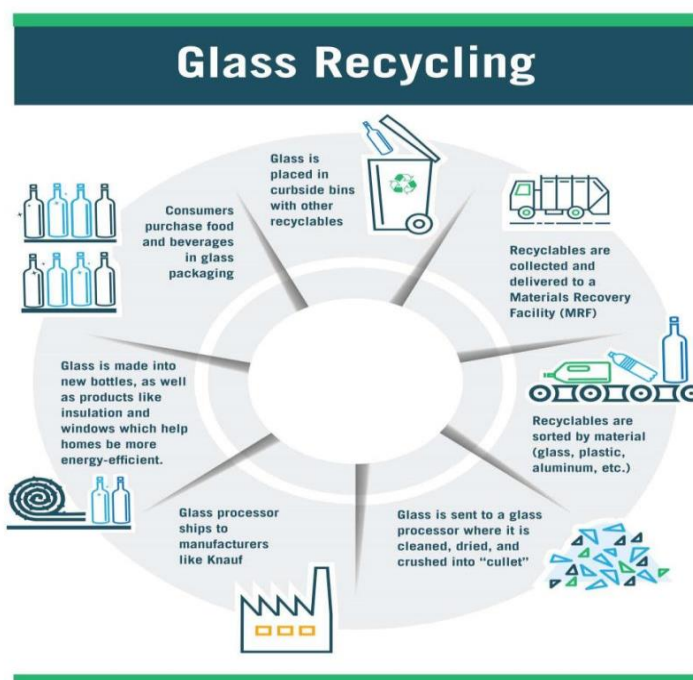 Glass Recycling
Glass is
placed in
curbside bins
with other
recyclables
Recyclables are
collected and
delivered to a
Materials Recovery
Facility (MRF)
Recyclables are
sorted by material
(glass, plastic,
aluminum, etc.)
Glass is sent to a glass
processor where it is
cleaned, dried, and
crushed into “cullet”
Glass processor
ships to
manufacturers
like Knauf
Glass is made into
new bottles, as well
as products like
insulation and
windows which help
homes be more
energy-efficient.
Consumers
purchase food
and beverages
in glass
packaging